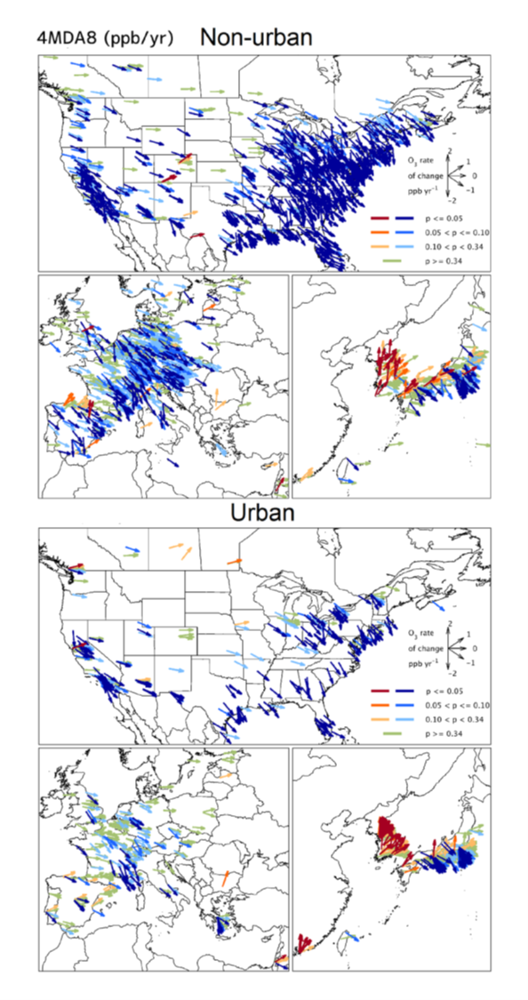 4MDA8 (ppb/yr) Non-urban
2
O3 rate 1
of change 0
ppb yr⁻¹ −1
−2
p <= 0.05
0.05 < p <= 0.10
0.10 < p < 0.34
p >= 0.34
Urban
2
O3 rate 1
of change 0
ppb yr⁻¹ −1
−2
p <= 0.05
0.05 < p <= 0.10
0.10 < p < 0.34
p >= 0.34